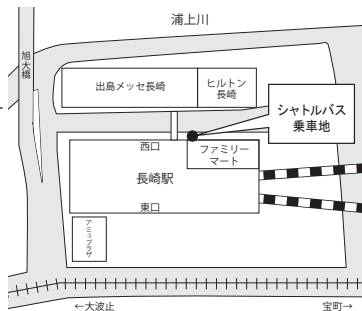 浦上川
旭大橋
出島メッセ長崎
ヒルトン
長崎
シャトルバス
乗車地
西口
ファミリー
マート
長崎駅
東口
アミュプラザ
←大波止
宝町→